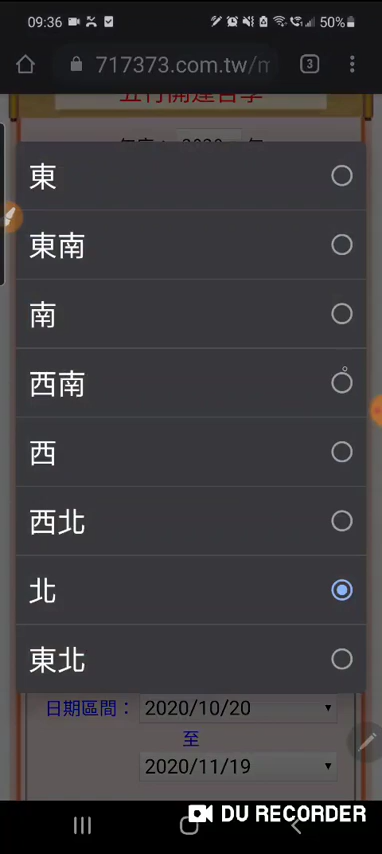 09:36
50%
717373.com.tw/m
3
東
東南
南
西南
西
西北
北
東北
日期區間： 2020/10/20
至
2020/11/19
DU RECORDER